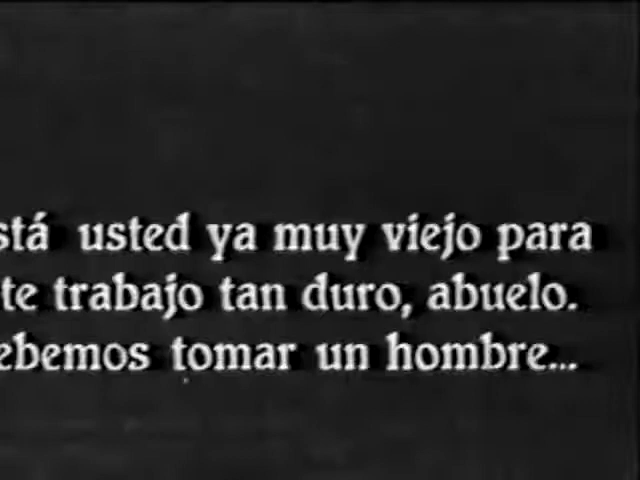 stá usted ya muy viejo para
te trabajo tan duro, abuelo.
ebemos tomar un hombre...